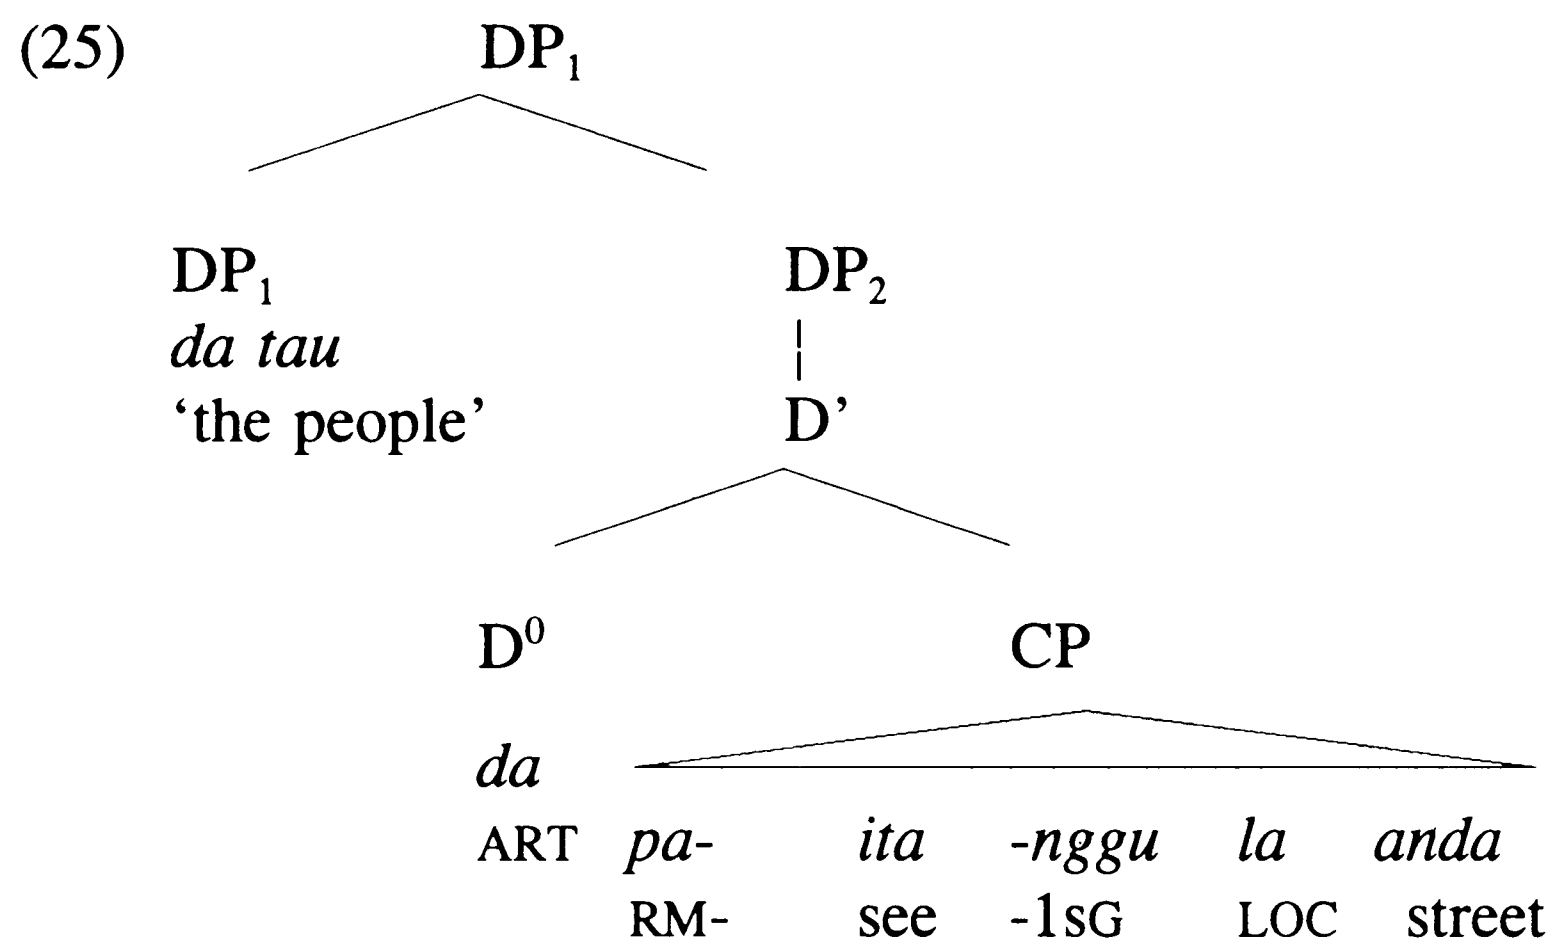 (25) DP₁
DP₁ DP₂
da tau
‘the people’ D’
D⁰ CP
da
ART pa- ita -nggu la anda
RM- see -1SG LOC street